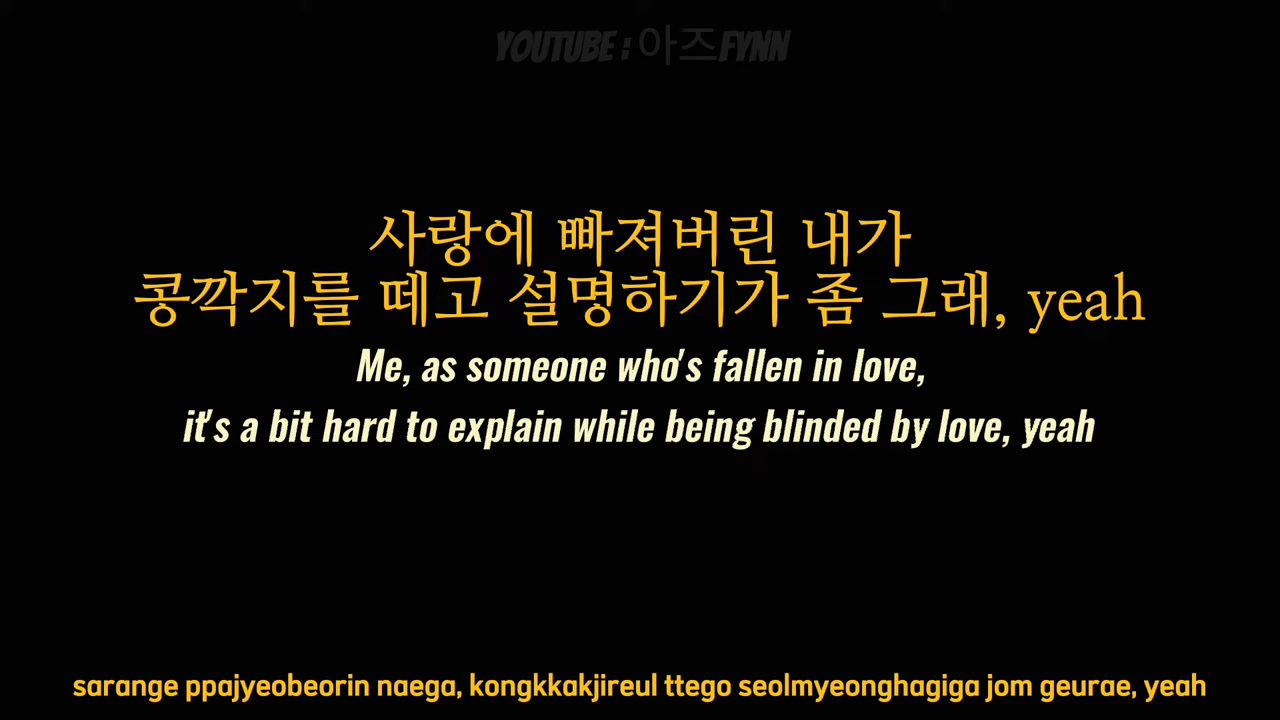 YOUTUBE : 아즈FYNN
사랑에 빠져버린 내가
콩깍지를 떼고 설명하기가 좀 그래, yeah
Me, as someone who's fallen in love,
it's a bit hard to explain while being blinded by love, yeah
sarange ppajyeobeorin naega, kongkkakjireul ttego seolmyeonghagiga jom geurae, yeah